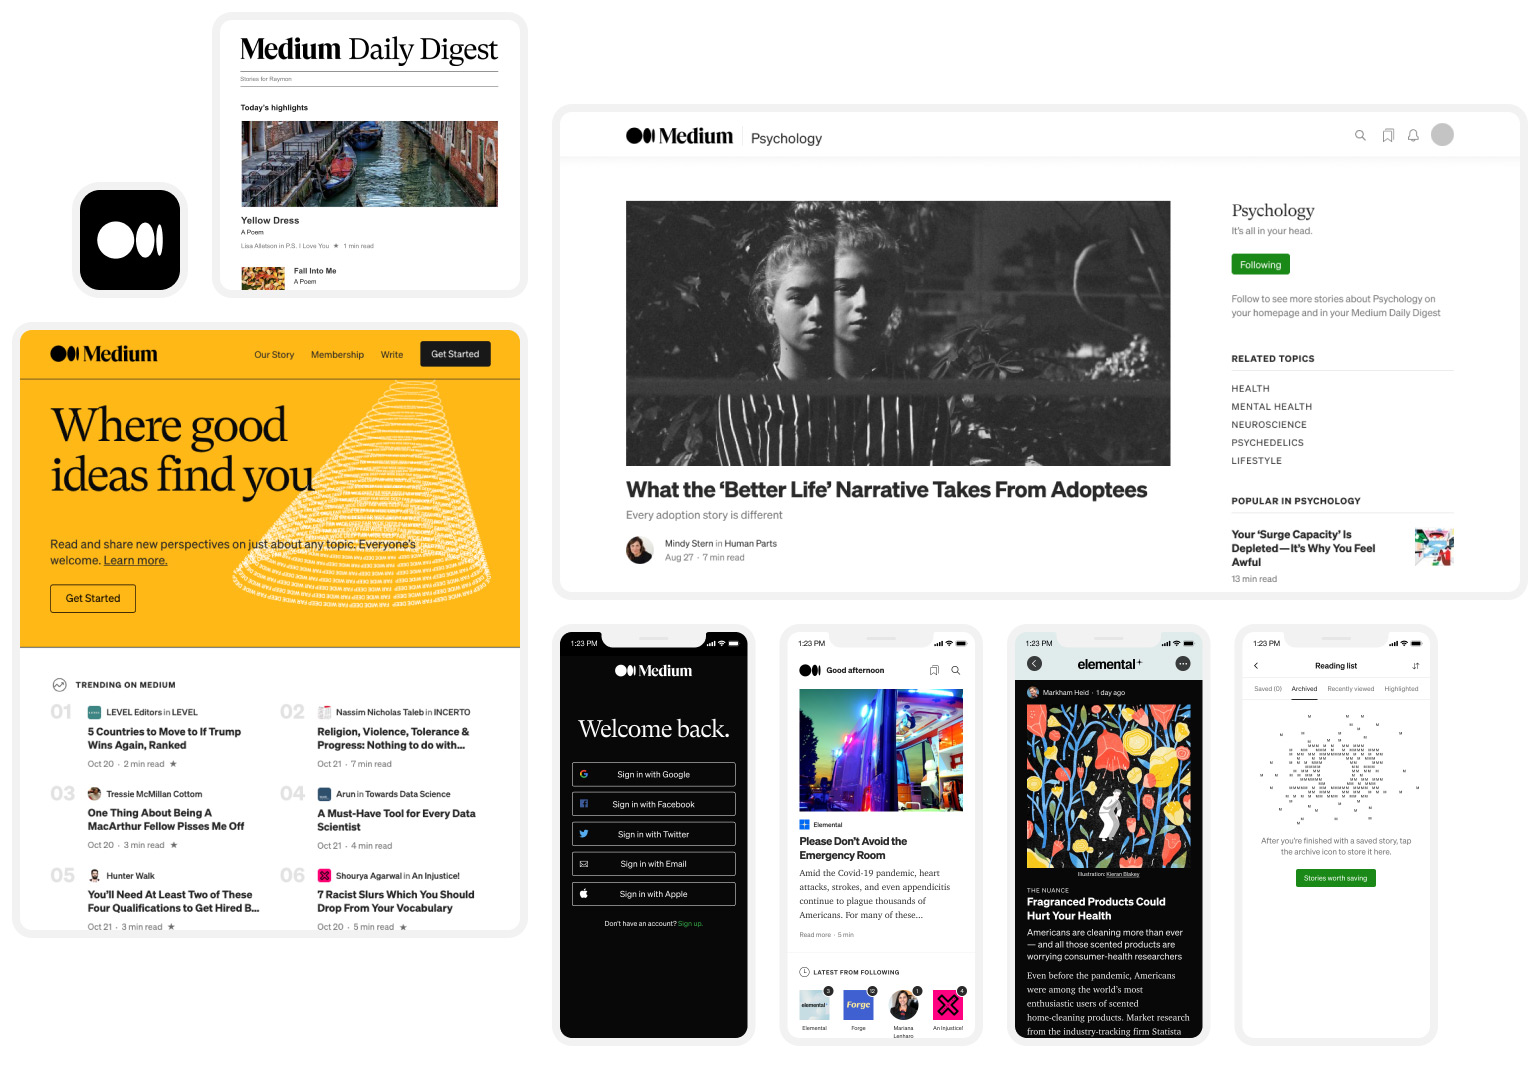 Medium Daily Digest
Stories for Raymon
Today's highlights
Yellow Dress
A Poem
Lisa Alletson in P.S. I Love You ★ 1 min read
Fall Into Me
A Poem
Medium
Our Story
Membership
Write
Get Started
Where good
ideas find you
Read and share new perspectives on just about any topic. Everyone's
welcome. Learn more.
Get Started
TRENDING ON MEDIUM
01
LEVEL Editors in LEVEL
5 Countries to Move to If Trump
Wins Again, Ranked
Oct 20 · 2 min read ★
02
Nassim Nicholas Taleb in INCERTO
Religion, Violence, Tolerance &
Progress: Nothing to do with...
Oct 21 · 7 min read
03
Tressie McMillan Cottom
One Thing About Being A
MacArthur Fellow Pisses Me Off
Oct 20 · 3 min read ★
04
Arun in Towards Data Science
A Must-Have Tool for Every Data
Scientist
Oct 21 · 4 min read
05
Hunter Walk
You'll Need At Least Two of These
Four Qualifications to Get Hired B...
Oct 21 · 3 min read ★
06
Shourya Agarwal in An Injustice!
7 Racist Slurs Which You Should
Drop From Your Vocabulary
Oct 20 · 5 min read ★
Medium
Psychology
What the ‘Better Life’ Narrative Takes From Adoptees
Every adoption story is different
Mindy Stern in Human Parts
Aug 27 · 7 min read
Psychology
It's all in your head.
Following
Follow to see more stories about Psychology on
your homepage and in your Medium Daily Digest
RELATED TOPICS
HEALTH
MENTAL HEALTH
NEUROSCIENCE
PSYCHEDELICS
LIFESTYLE
POPULAR IN PSYCHOLOGY
Your ‘Surge Capacity’ Is
Depleted — It's Why You Feel
Awful
13 min read
1:23 PM
Medium
Welcome back.
Sign in with Google
Sign in with Facebook
Sign in with Twitter
Sign in with Email
Sign in with Apple
Don't have an account? Sign up.
1:23 PM
Good afternoon
Elemental
Please Don't Avoid the
Emergency Room
Amid the Covid-19 pandemic, heart
attacks, strokes, and even appendicitis
continue to plague thousands of
Americans. For many of these...
Read more · 5 min
LATEST FROM FOLLOWING
elemental+
3
Forge
12
1
4
Elemental
Forge
Mariana
Lenharo
An Injustice!
1:23 PM
elemental+
Markham Heid · 1 day ago
Illustration: Kieran Blakey
THE NUANCE
Fragranced Products Could
Hurt Your Health
Americans are cleaning more than ever
— and all those scented products are
worrying consumer-health researchers
Even before the pandemic, Americans
were among the world's most
enthusiastic users of scented
home-cleaning products. Market research
from the industry-tracking firm Statista
1:23 PM
Reading list
Saved (0)
Archived
Recently viewed
Highlighted
After you're finished with a saved story, tap
the archive icon to store it here.
Stories worth saving